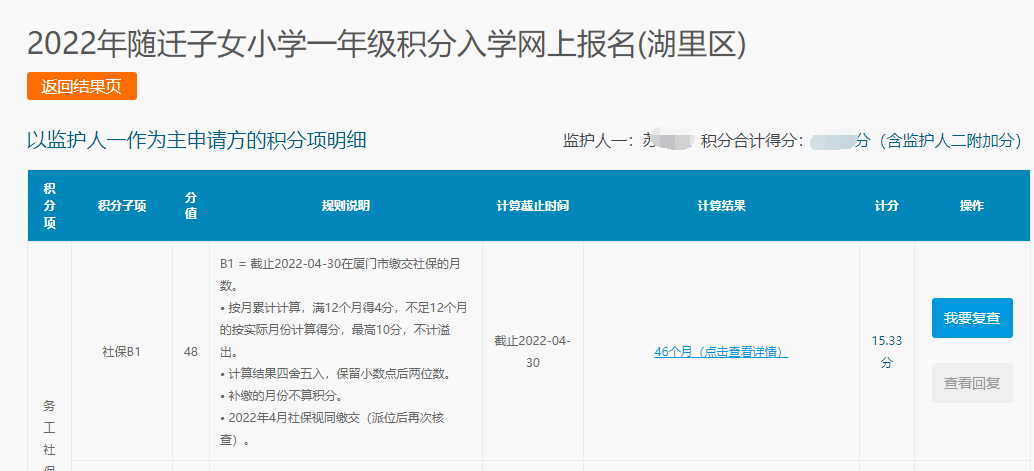 2022年随迁子女小学一年级积分入学网上报名(湖里区)
返回结果页
以监护人一作为主申请方的积分项明细
监护人一：苏 积分合计得分： 分（含监护人二附加分）
积
分
项
积分子项
分
值
规则说明
计算截止时间
计算结果
计分
操作
B1 = 截止2022-04-30在厦门市缴交社保的月
数。
• 按月累计计算，满12个月得4分，不足12个月
的按实际月份计算得分，最高10分，不计溢
出。
• 计算结果四舍五入，保留小数点后两位数。
• 补缴的月份不算积分。
• 2022年4月社保视同缴交（派位后再次核
查）。
社保B1
48
截止2022-04-
30
46个月（点击查看详情）
15.33
分
我要复查
查看回复
务
工
社
保